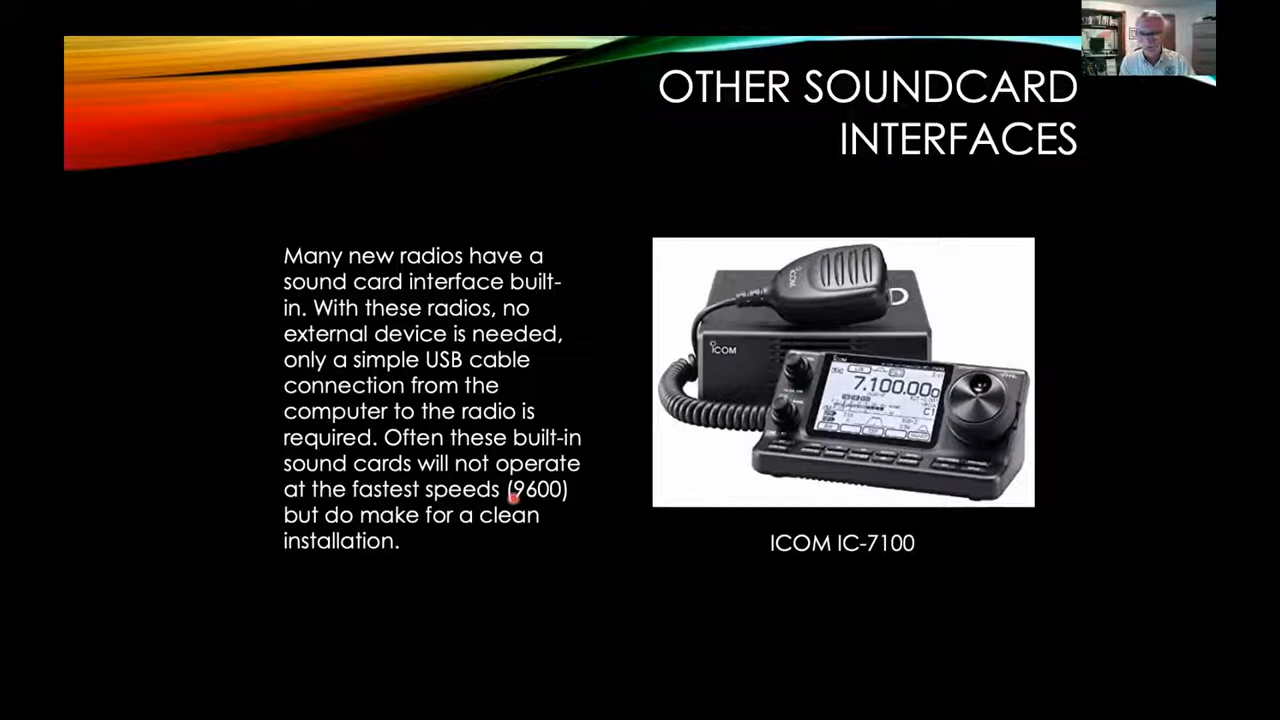 OTHER SOUNDCARD
INTERFACES
Many new radios have a
sound card interface built-
in. With these radios, no
external device is needed,
only a simple USB cable
connection from the
computer to the radio is
required. Often these built-in
sound cards will not operate
at the fastest speeds (9600)
but do make for a clean
installation.
ICOM
7.100.00
ICOM IC-7100